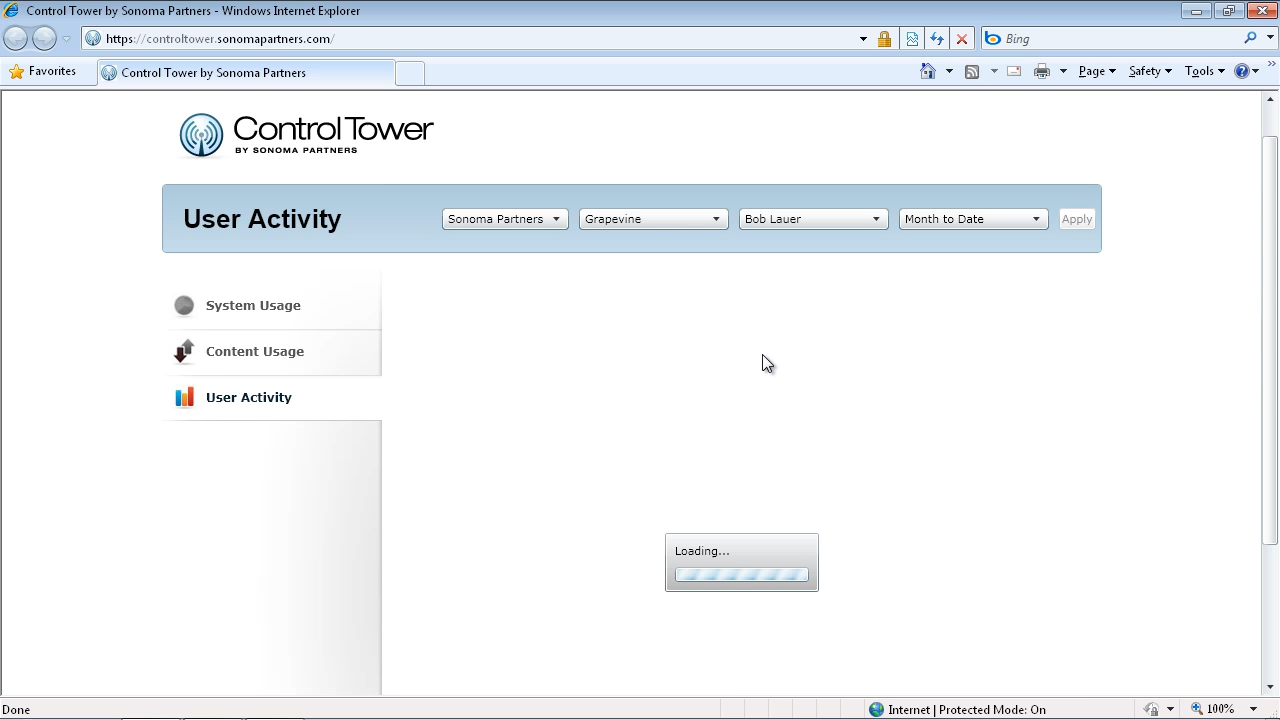 Control Tower by Sonoma Partners - Windows Internet Explorer
https://controltower.sonomapartners.com/
Bing
Favorites
Control Tower by Sonoma Partners
Page
Safety
Tools
Control Tower
BY SONOMA PARTNERS
User Activity
Sonoma Partners
Grapevine
Bob Lauer
Month to Date
Apply
System Usage
Content Usage
User Activity
Loading...
Done
Internet | Protected Mode: On
100%